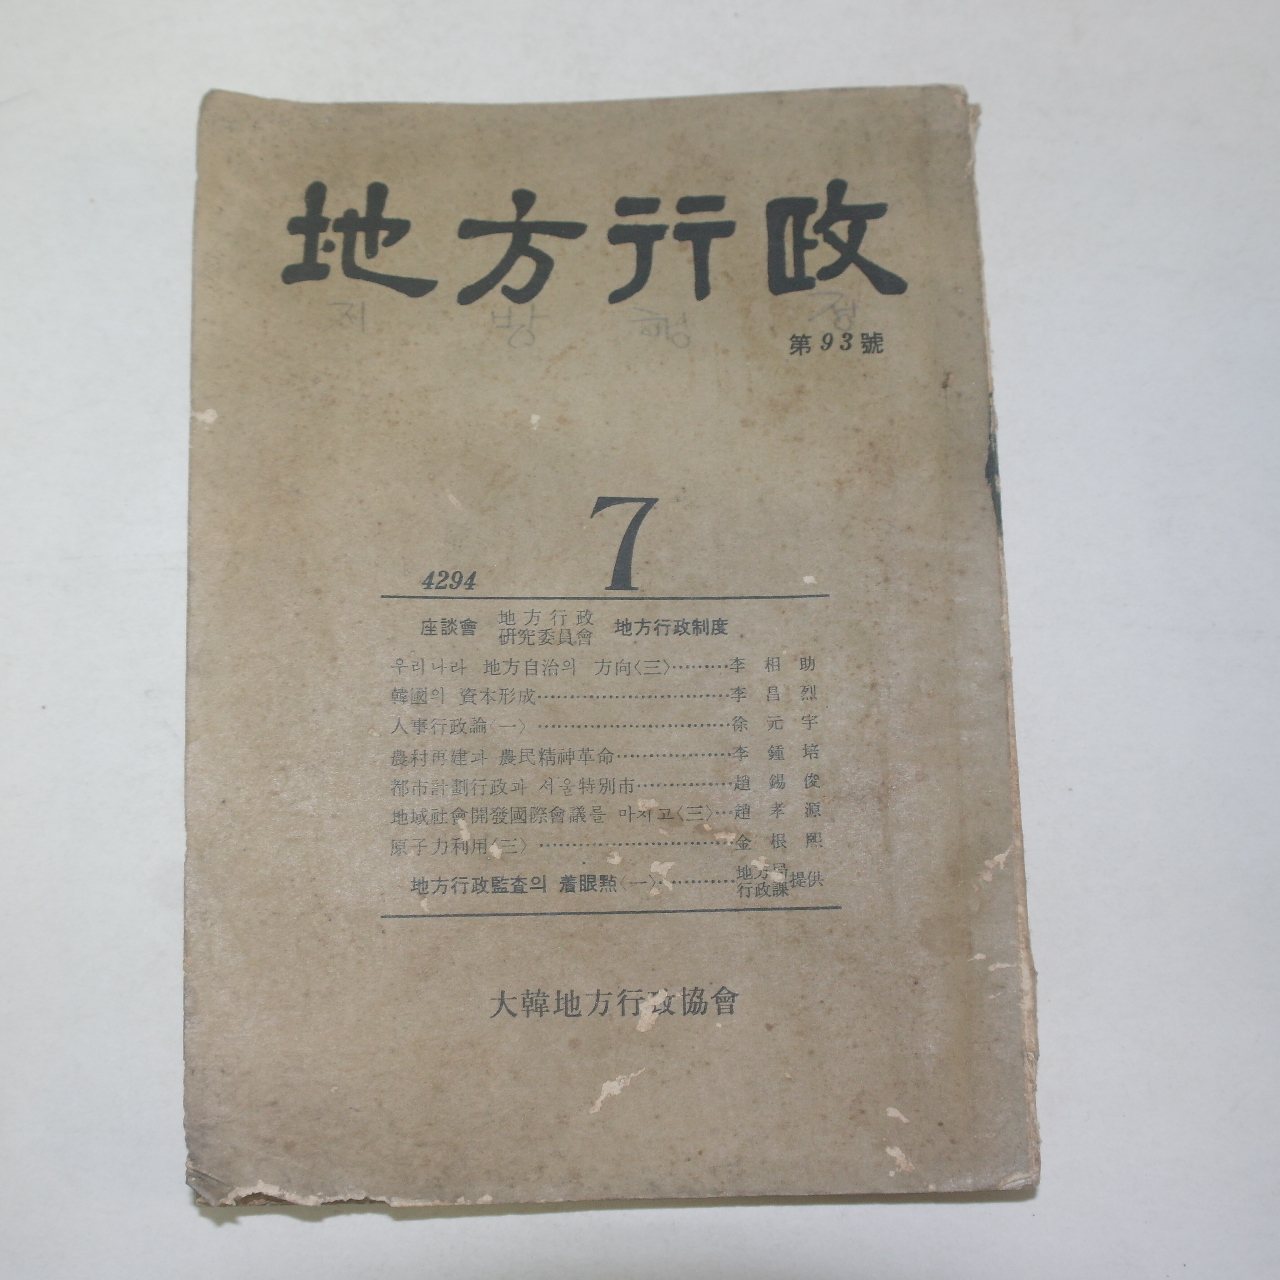 地方行政
지 방 행 정
第93號
7
4294
座談會 地方行政研究委員會 地方行政制度
우리나라 地方自治의 方向〈三〉………李相助
韓國의 資本形成…………………………李昌烈
人事行政論〈一〉…………………………徐元宇
農村再建과 農民精神革命………………李鍾培
都市計劃行政과 서울特別市……………趙錫俊
地域社會開發國際會議를 마치고〈三〉…趙孝源
原子力利用〈三〉…………………………金根熙
地方行政監査의 着眼點〈一〉…………地方局行政課提供
大韓地方行政協會